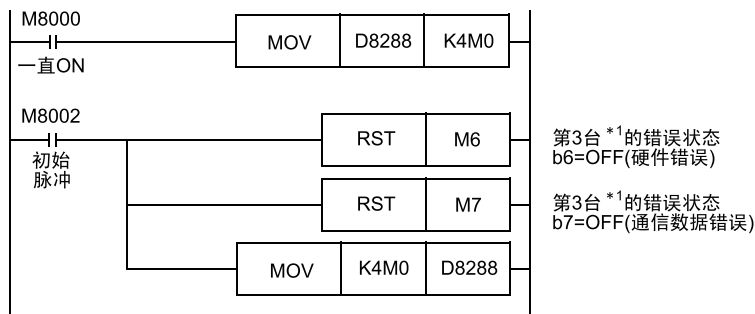 M8000
MOV D8288 K4M0
一直ON
M8002
初始
脉冲
RST M6
第3台*1的错误状态
b6=OFF(硬件错误)
RST M7
第3台*1的错误状态
b7=OFF(通信数据错误)
MOV K4M0 D8288